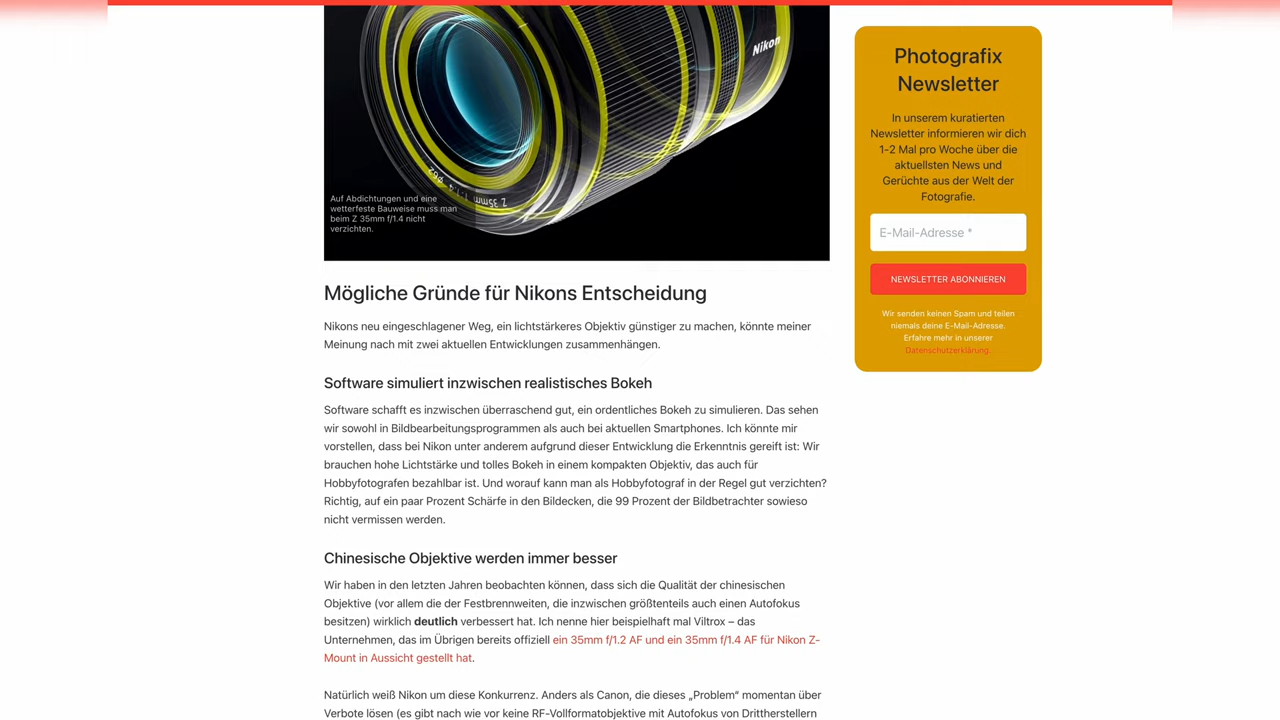 Nikon
Z 35mm 1:1.4 ϕ62
Auf Abdichtungen und eine
wetterfeste Bauweise muss man
beim Z 35mm f/1.4 nicht
verzichten.
Mögliche Gründe für Nikons Entscheidung
Nikons neu eingeschlagener Weg, ein lichtstärkeres Objektiv günstiger zu machen, könnte meiner
Meinung nach mit zwei aktuellen Entwicklungen zusammenhängen.
Software simuliert inzwischen realistisches Bokeh
Software schafft es inzwischen überraschend gut, ein ordentliches Bokeh zu simulieren. Das sehen
wir sowohl in Bildbearbeitungsprogrammen als auch bei aktuellen Smartphones. Ich könnte mir
vorstellen, dass bei Nikon unter anderem aufgrund dieser Entwicklung die Erkenntnis gereift ist: Wir
brauchen hohe Lichtstärke und tolles Bokeh in einem kompakten Objektiv, das auch für
Hobbyfotografen bezahlbar ist. Und worauf kann man als Hobbyfotograf in der Regel gut verzichten?
Richtig, auf ein paar Prozent Schärfe in den Bildecken, die 99 Prozent der Bildbetrachter sowieso
nicht vermissen werden.
Chinesische Objektive werden immer besser
Wir haben in den letzten Jahren beobachten können, dass sich die Qualität der chinesischen
Objektive (vor allem die der Festbrennweiten, die inzwischen größtenteils auch einen Autofokus
besitzen) wirklich deutlich verbessert hat. Ich nenne hier beispielhaft mal Viltrox – das
Unternehmen, das im Übrigen bereits offiziell ein 35mm f/1.2 AF und ein 35mm f/1.4 AF für Nikon Z-
Mount in Aussicht gestellt hat.
Natürlich weiß Nikon um diese Konkurrenz. Anders als Canon, die dieses „Problem“ momentan über
Verbote lösen (es gibt nach wie vor keine RF-Vollformatobjektive mit Autofokus von Drittherstellern
Photografix
Newsletter
In unserem kuratierten
Newsletter informieren wir dich
1-2 Mal pro Woche über die
aktuellsten News und
Gerüchte aus der Welt der
Fotografie.
E-Mail-Adresse *
NEWSLETTER ABONNIEREN
Wir senden keinen Spam und teilen
niemals deine E-Mail-Adresse.
Erfahre mehr in unserer
Datenschutzerklärung.